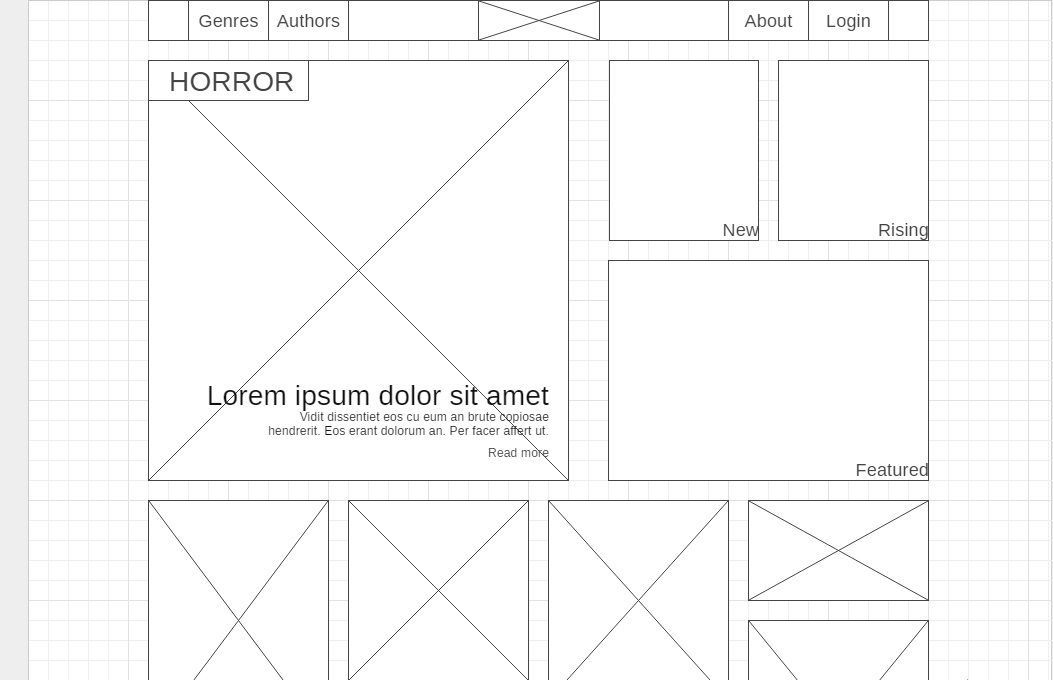 Genres
Authors
About
Login
HORROR
New
Rising
Lorem ipsum dolor sit amet
Vidit dissentiet eos cu eum an brute copiosae
hendrerit. Eos erant dolorum an. Per facer affert ut.
Read more
Featured